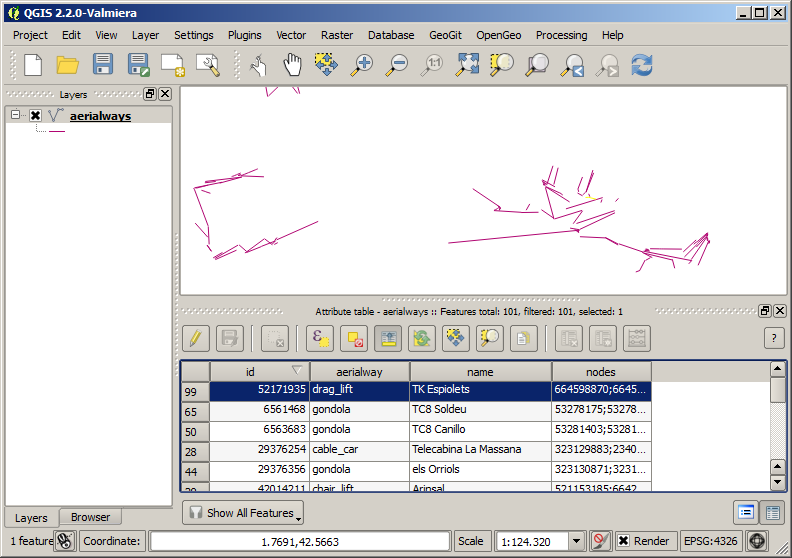 QGIS 2.2.0-Valmiera
Project Edit View Layer Settings Plugins Vector Raster Database GeoGit OpenGeo Processing Help
Layers
aerialways
Attribute table - aerialways :: Features total: 101, filtered: 101, selected: 1
id aerialway name nodes
99 52171935 drag_lift TK Espiolets 664598870;6645...
65 6561468 gondola TC8 Soldeu 53278175;53278...
50 6563683 gondola TC8 Canillo 53281403;53281...
28 29376254 cable_car Telecabina La Massana 323129883;2340...
44 29376356 gondola els Orriols 323130871;3231...
42014211 chair_lift Arinsal 521153185;6642...
Show All Features
Layers Browser
1 feature Coordinate: 1.7691,42.5663 Scale 1:124.320 Render EPSG:4326